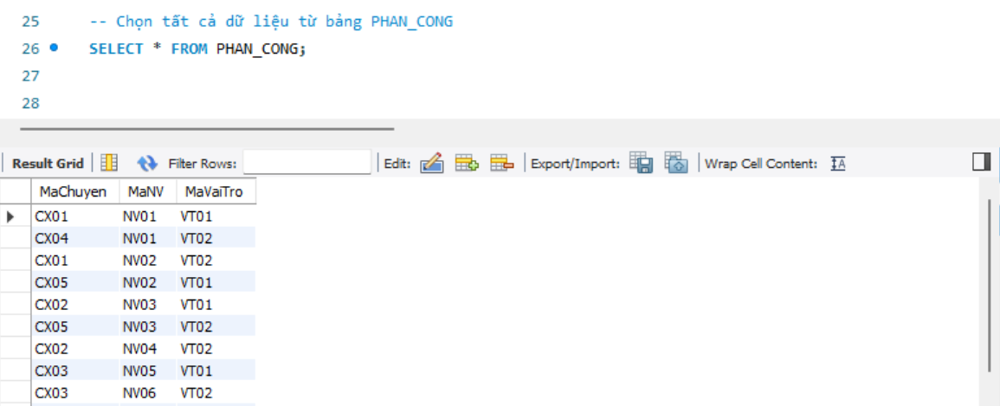 25 -- Chọn tất cả dữ liệu từ bảng PHAN_CONG
26 SELECT * FROM PHAN_CONG;
27
28
Result Grid Filter Rows: Edit: Export/Import: Wrap Cell Content: IA
MaChuyen MaNV MaVaiTro
CX01 NV01 VT01
CX04 NV01 VT02
CX01 NV02 VT02
CX05 NV02 VT01
CX02 NV03 VT01
CX05 NV03 VT02
CX02 NV04 VT02
CX03 NV05 VT01
CX03 NV06 VT02